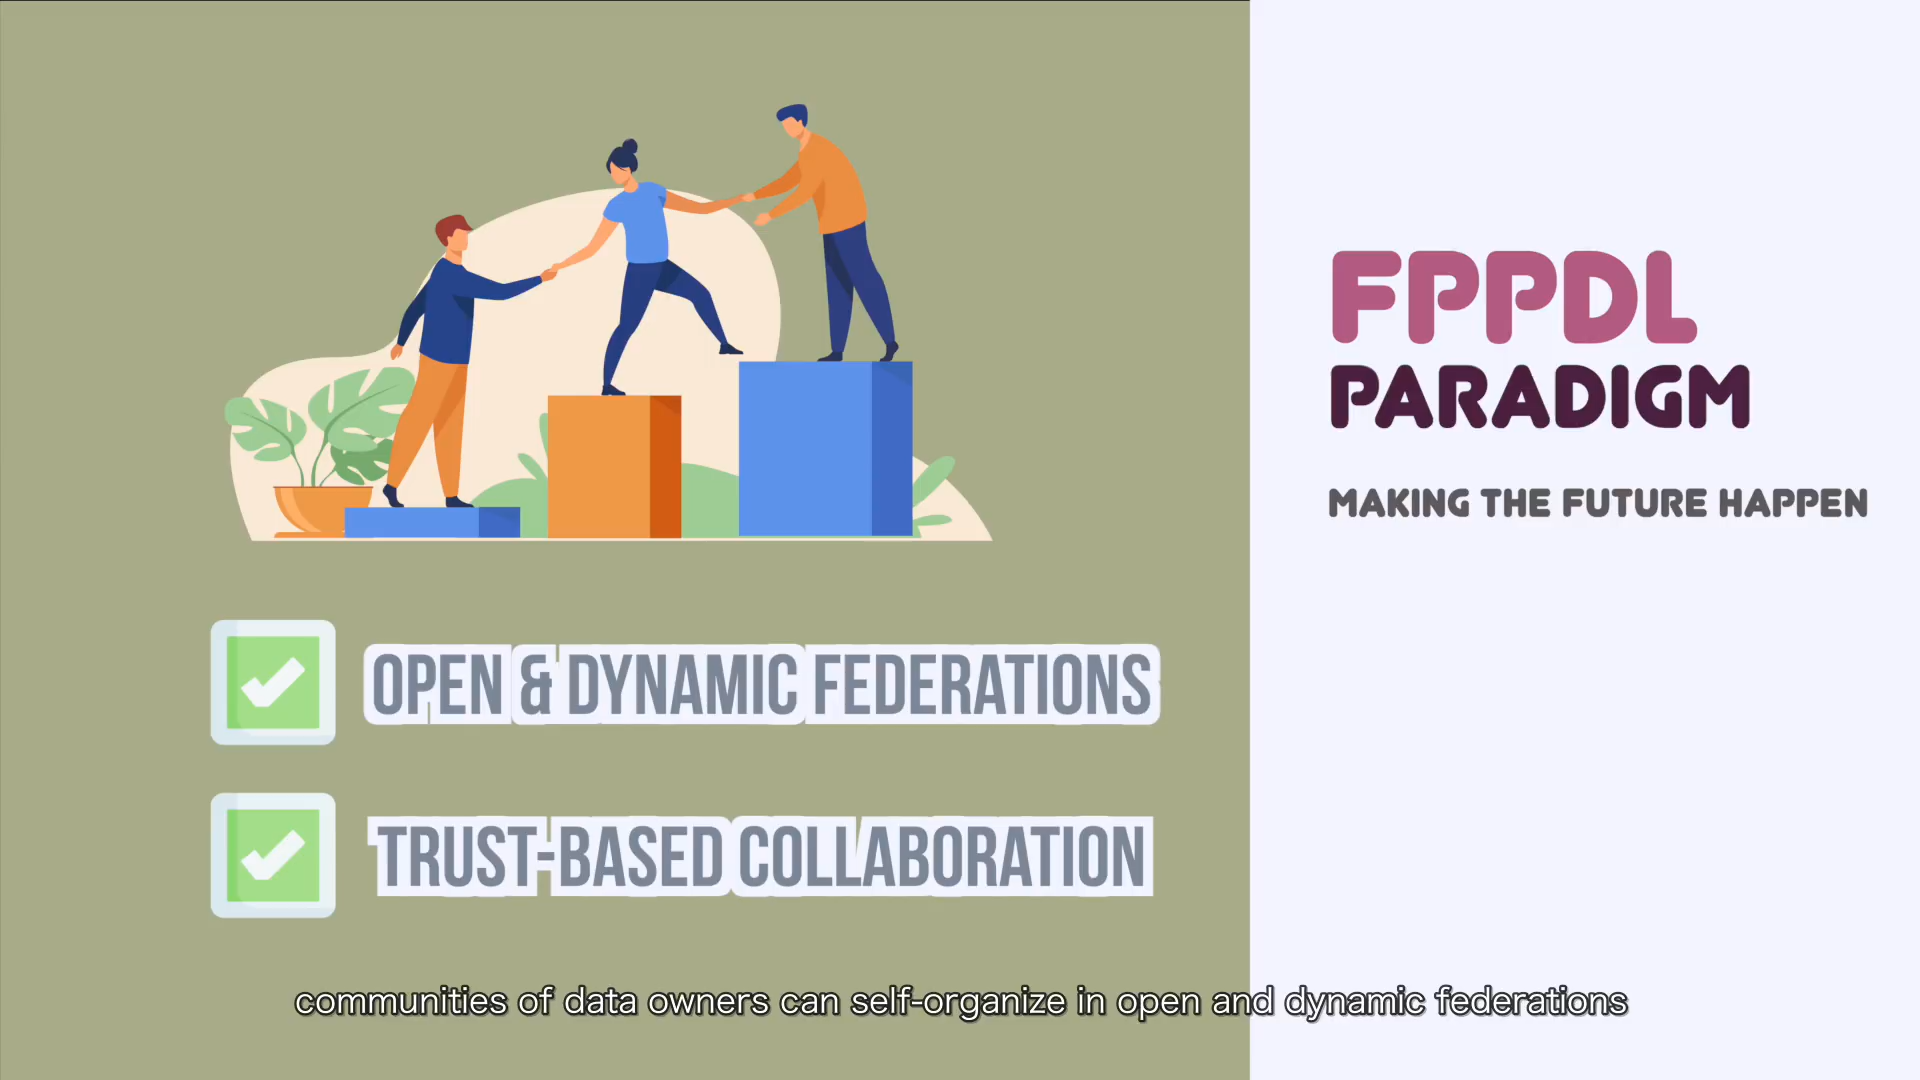 FPPDL
PARADIGM
MAKING THE FUTURE HAPPEN
OPEN & DYNAMIC FEDERATIONS
TRUST-BASED COLLABORATION
communities of data owners can self-organize in open and dynamic federations